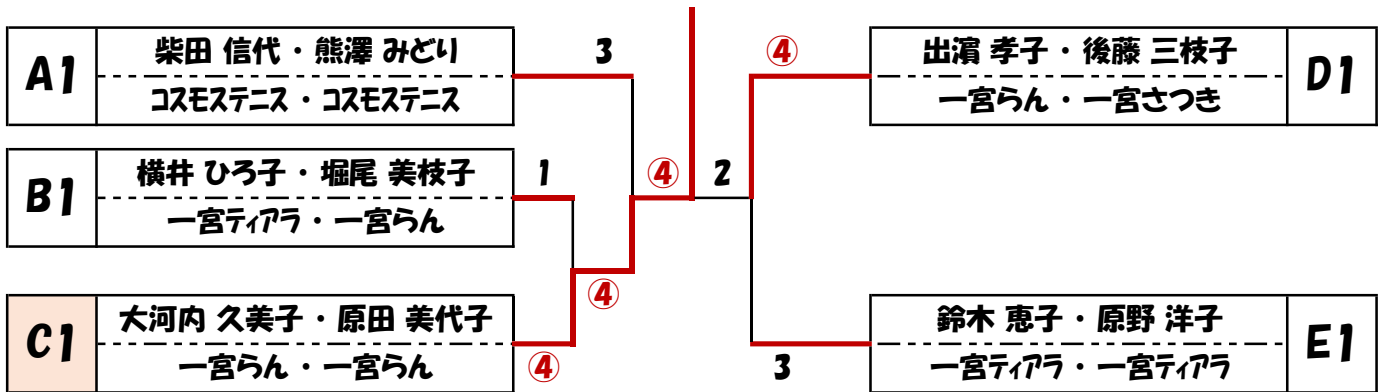 A1
柴田 信代 ・ 熊澤 みどり
コスモステニス ・ コスモステニス
3
B1
横井 ひろ子 ・ 堀尾 美枝子
一宮ティアラ ・ 一宮らん
1
C1
大河内 久美子 ・ 原田 美代子
一宮らん ・ 一宮らん
④
④
④
2
④
出濵 孝子 ・ 後藤 三枝子
一宮らん ・ 一宮さつき
D1
3
鈴木 恵子 ・ 原野 洋子
一宮ティアラ ・ 一宮ティアラ
E1